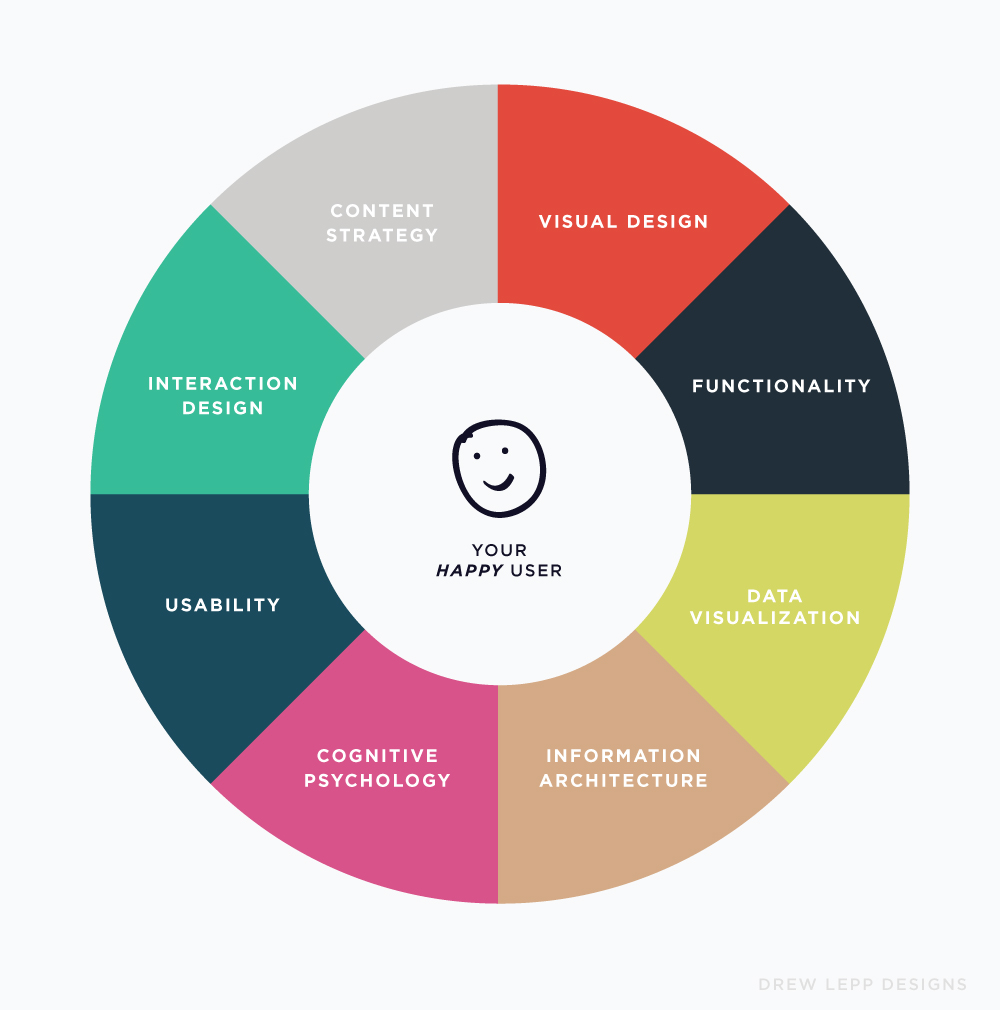 CONTENT
STRATEGY
VISUAL DESIGN
INTERACTION
DESIGN
FUNCTIONALITY
YOUR
HAPPY USER
USABILITY
DATA
VISUALIZATION
COGNITIVE
PSYCHOLOGY
INFORMATION
ARCHITECTURE
DREW LEPP DESIGNS